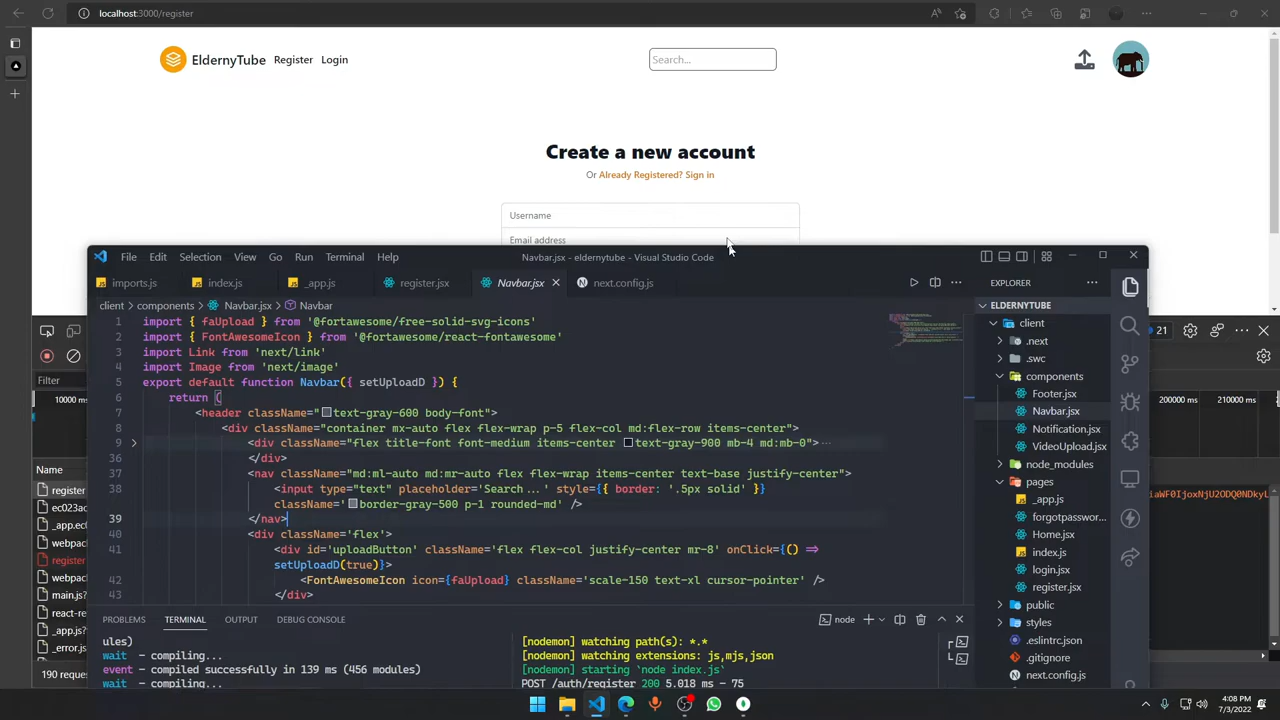 localhost:3000/register
EldernyTube Register Login
Search...
Create a new account
Or Already Registered? Sign in
Username
Email address
File Edit Selection View Go Run Terminal Help
Navbar.jsx - eldernytube - Visual Studio Code
imports.js index.js _app.js register.jsx Navbar.jsx next.config.js
client > components > Navbar.jsx > Navbar
1 import { faUpload } from '@fortawesome/free-solid-svg-icons'
2 import { FontAwesomeIcon } from '@fortawesome/react-fontawesome'
3 import Link from 'next/link'
4 import Image from 'next/image'
5 export default function Navbar({ setUploadD }) {
6 return (
7 <header className="text-gray-600 body-font">
8 <div className="container mx-auto flex flex-wrap p-5 flex-col md:flex-row items-center">
9 <div className="flex title-font font-medium items-center text-gray-900 mb-4 md:mb-0"> ...
36 </div>
37 <nav className="md:ml-auto md:mr-auto flex flex-wrap items-center text-base justify-center">
38 <input type="text" placeholder='Search...' style={{ border: '.5px solid' }}
className='border-gray-500 p-1 rounded-md' />
39 </nav>
40 <div className='flex'>
41 <div id='uploadButton' className='flex flex-col justify-center mr-8' onClick={() =>
setUploadD(true)}>
42 <FontAwesomeIcon icon={faUpload} className='scale-150 text-xl cursor-pointer' />
43 </div>
EXPLORER
ELDERNYTUBE
client
.next
.swc
components
Footer.jsx
Navbar.jsx
Notification.jsx
VideoUpload.jsx
node_modules
pages
_app.js
forgotpasswor...
Home.jsx
index.js
login.jsx
register.jsx
public
styles
.eslintrc.json
.gitignore
next.config.js
PROBLEMS TERMINAL OUTPUT DEBUG CONSOLE
node
ules)
wait - compiling...
event - compiled successfully in 139 ms (456 modules)
wait - compiling...
[nodemon] watching path(s): *.*
[nodemon] watching extensions: js,mjs,json
[nodemon] starting `node index.js`
POST /auth/register 200 5.018 ms - 75
Filter
10000 ms
Name
register
ec023ac
_app.ec0
webpac
register
webpac
main.js?
react-re
_app.js?
_error.js
190 requ
21
200000 ms 210000 ms
iaWF0IjoxNjU2ODQ0NDkyL
4:08 PM
7/3/2022